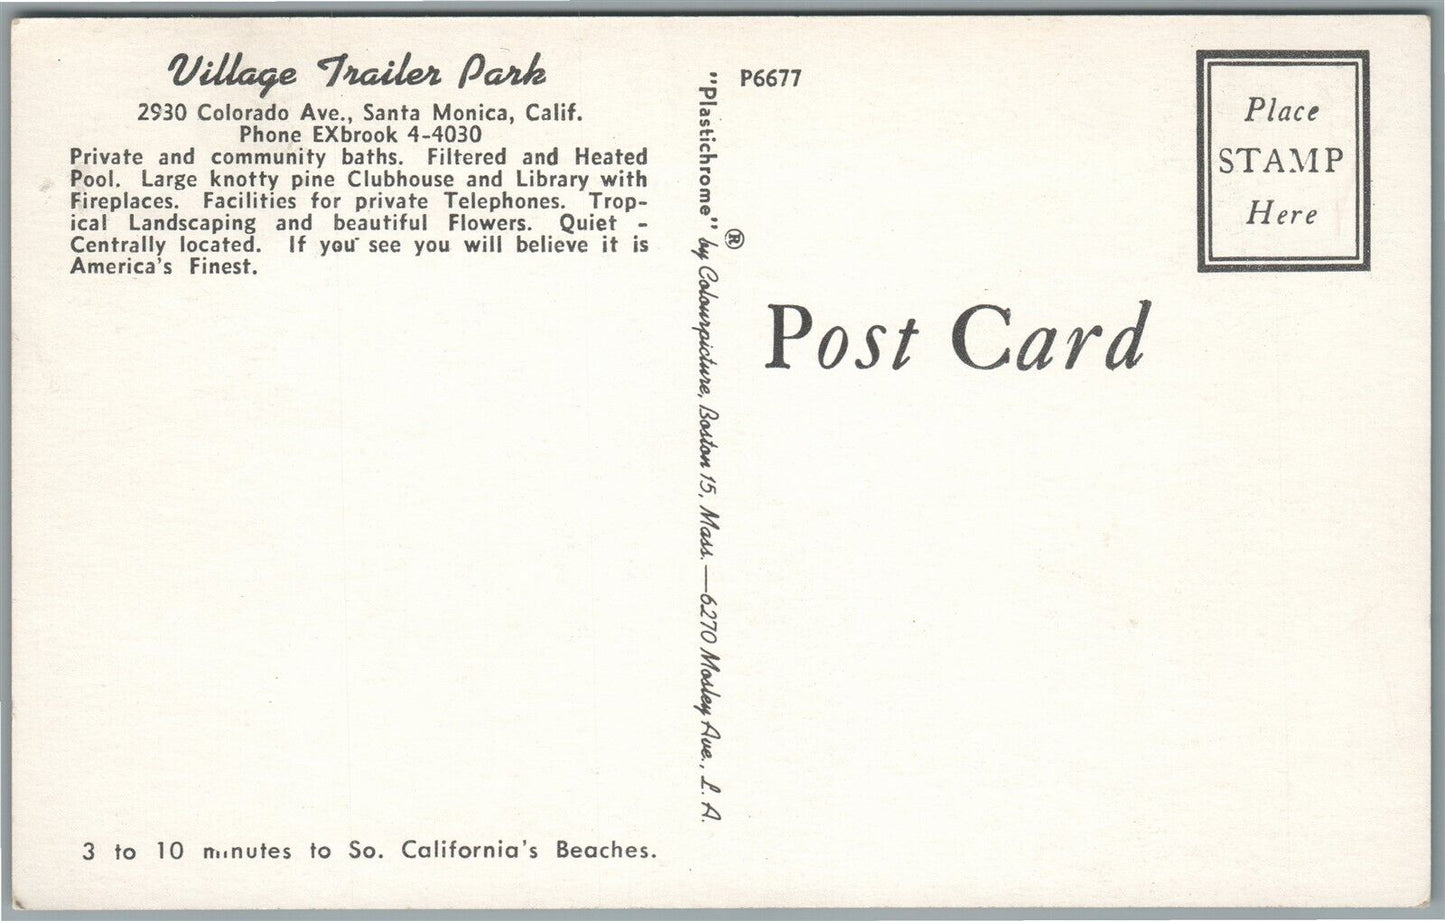 Village Trailer Park
2930 Colorado Ave., Santa Monica, Calif.
Phone EXbrook 4-4030
Private and community baths. Filtered and Heated
Pool. Large knotty pine Clubhouse and Library with
Fireplaces. Facilities for private Telephones. Trop-
ical Landscaping and beautiful Flowers. Quiet -
Centrally located. If you see you will believe it is
America's Finest.
3 to 10 minutes to So. California's Beaches.
"Plastichrome"® by Colourpicture, Boston 15, Mass. — 6270 Mosley Ave., L. A.
P6677
Place
STAMP
Here
Post Card